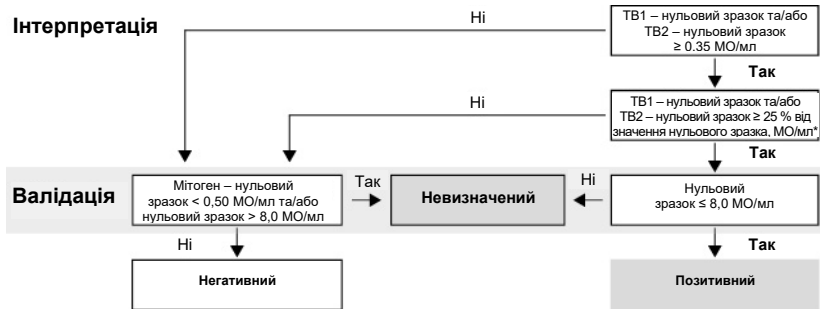 Інтерпретація
Ні
ТВ1 – нульовий зразок та/або
ТВ2 – нульовий зразок
≥ 0.35 МО/мл
Так
Ні
ТВ1 – нульовий зразок та/або
ТВ2 – нульовий зразок ≥ 25 % від
значення нульового зразка, МО/мл*
Так
Валідація
Мітоген – нульовий
зразок < 0,50 МО/мл та/або
нульовий зразок > 8,0 МО/мл
Так
Невизначений
Ні
Нульовий
зразок ≤ 8,0 МО/мл
Ні
Так
Негативний
Позитивний